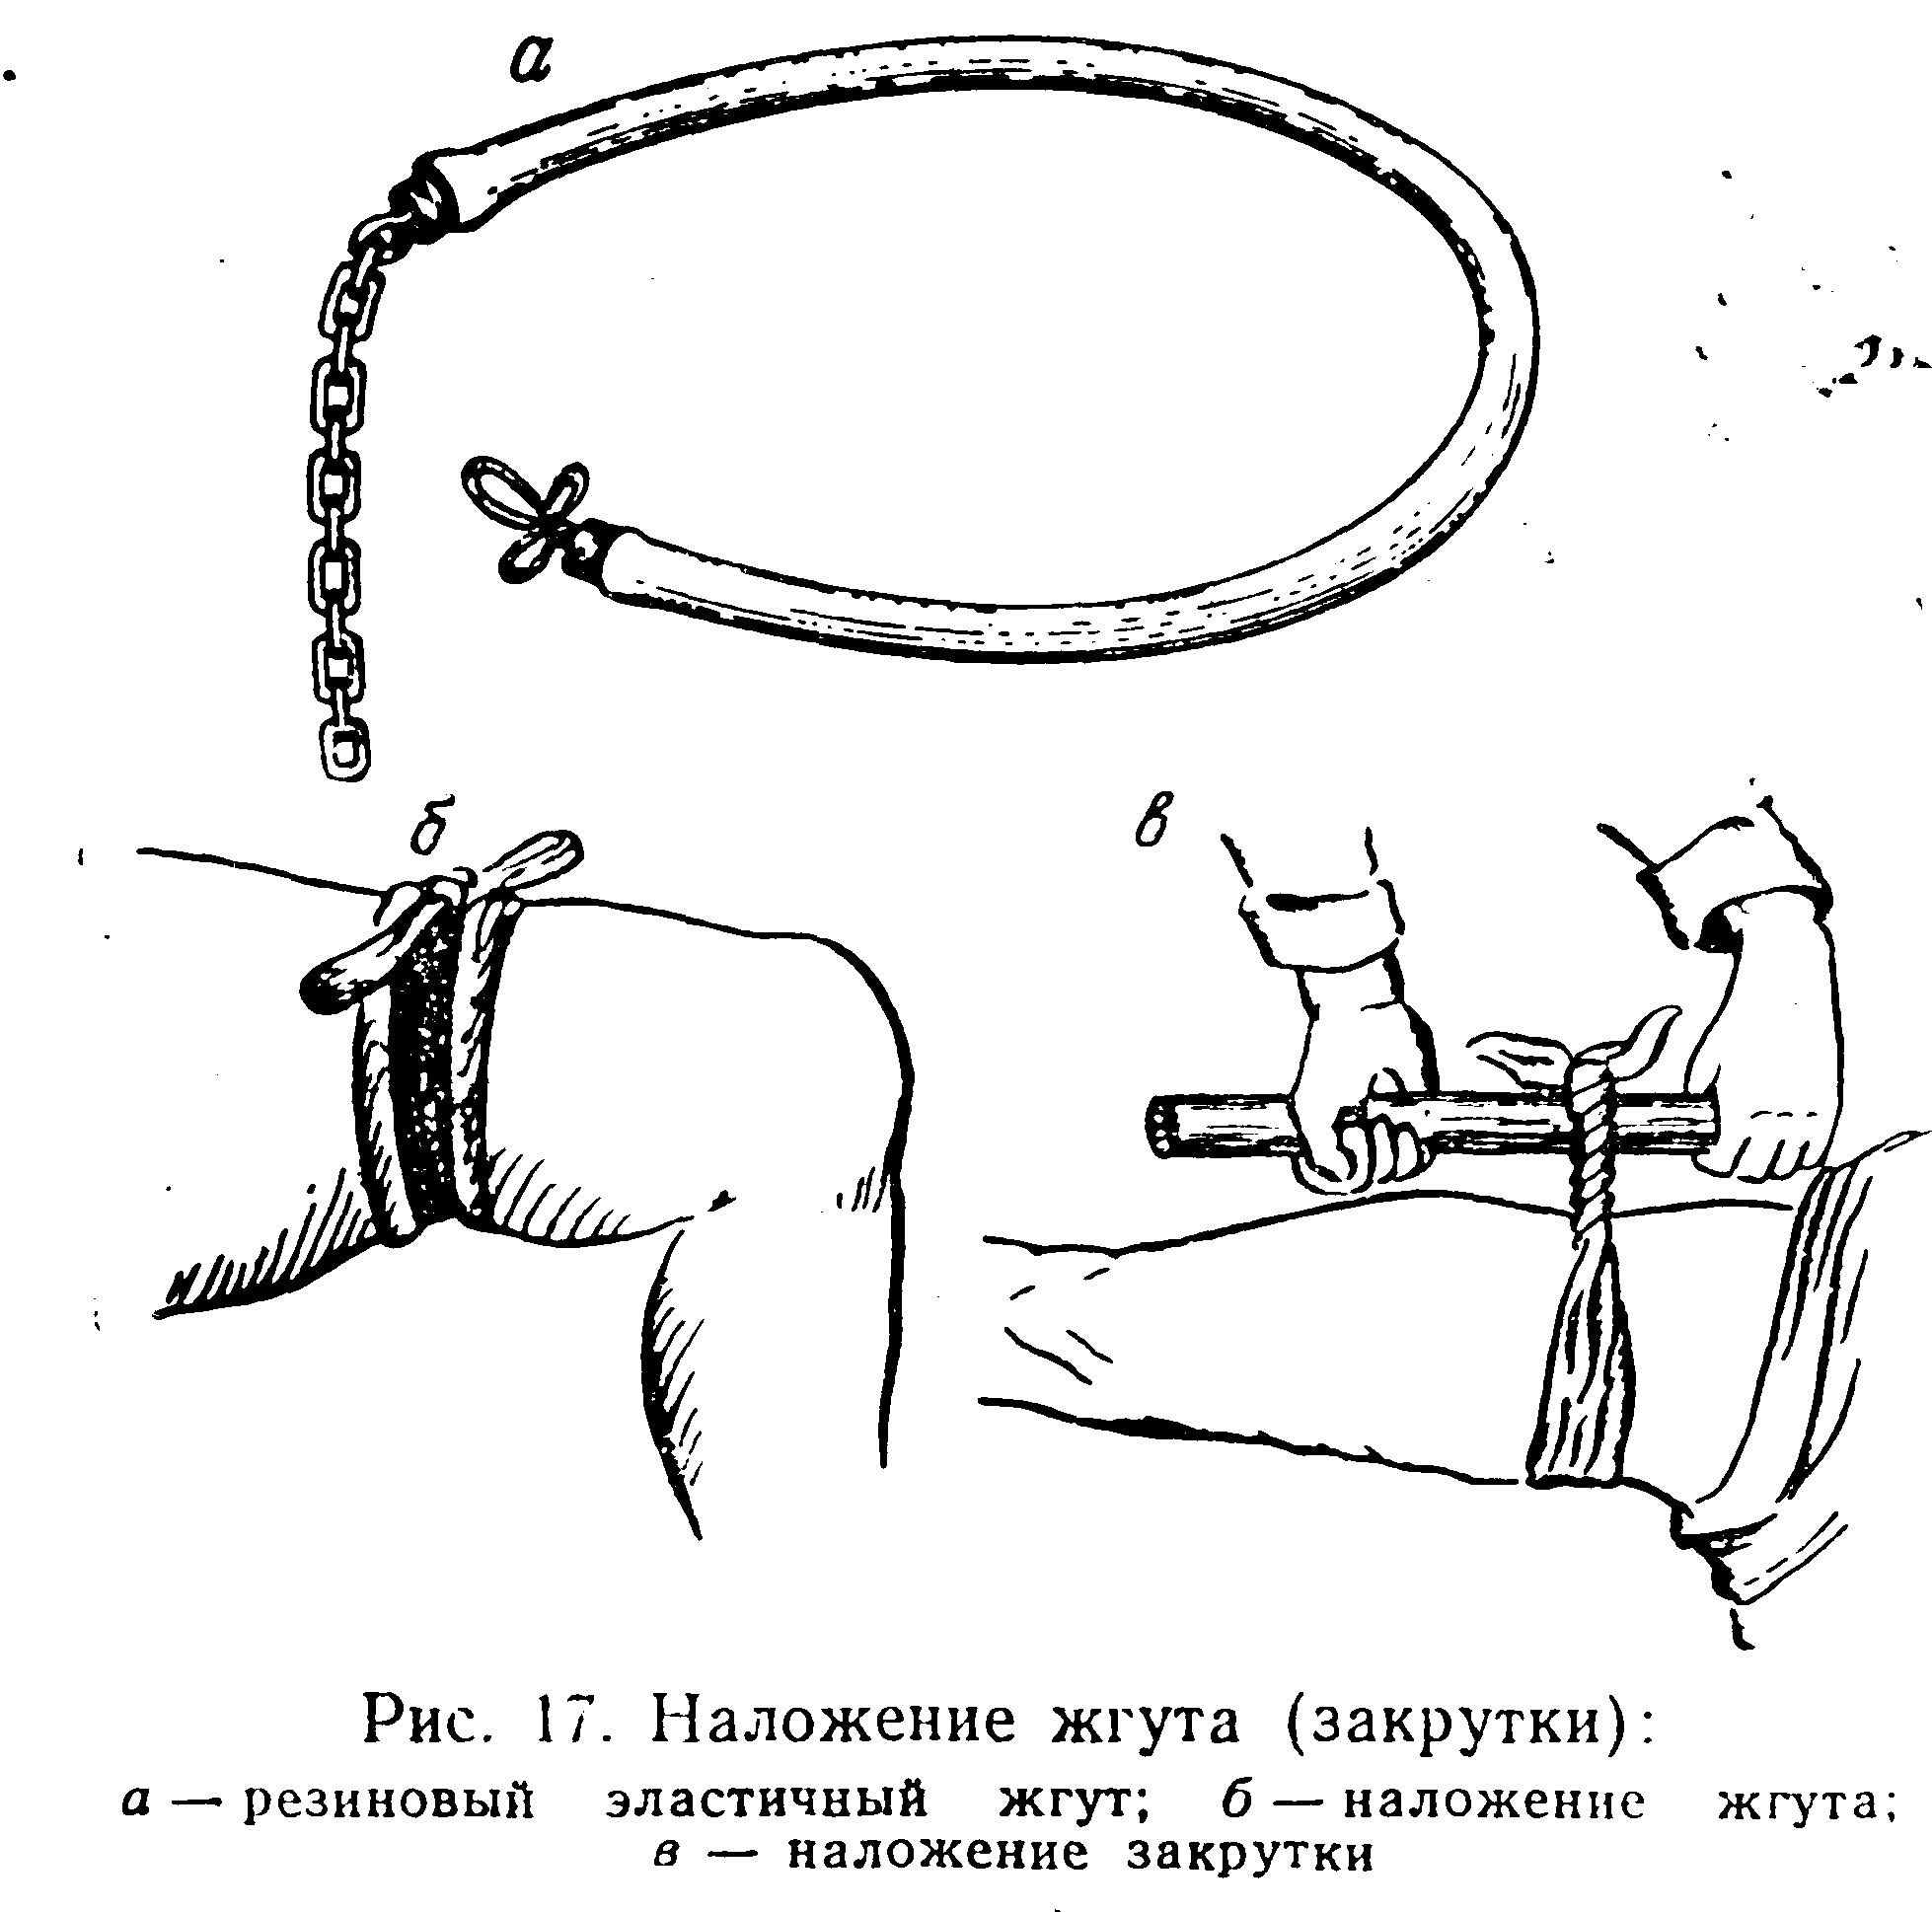 а
б
в
Рис. 17. Наложение жгута (закрутки):
а — резиновый эластичный жгут; б — наложение жгута;
в — наложение закрутки